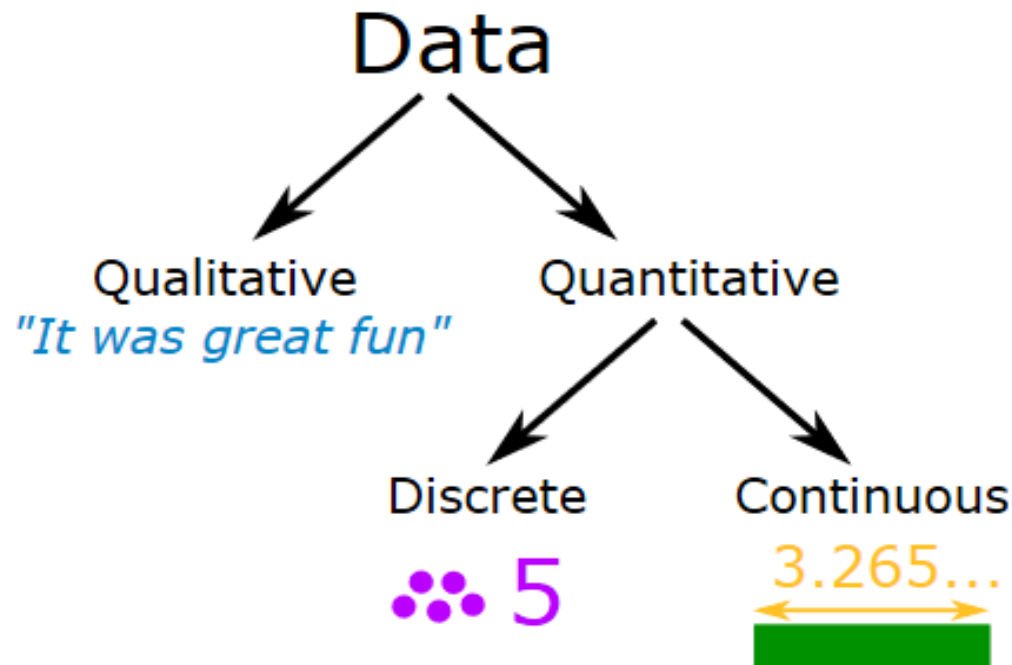 Data
Qualitative
Quantitative
"It was great fun"
Discrete
Continuous
5
3.265...